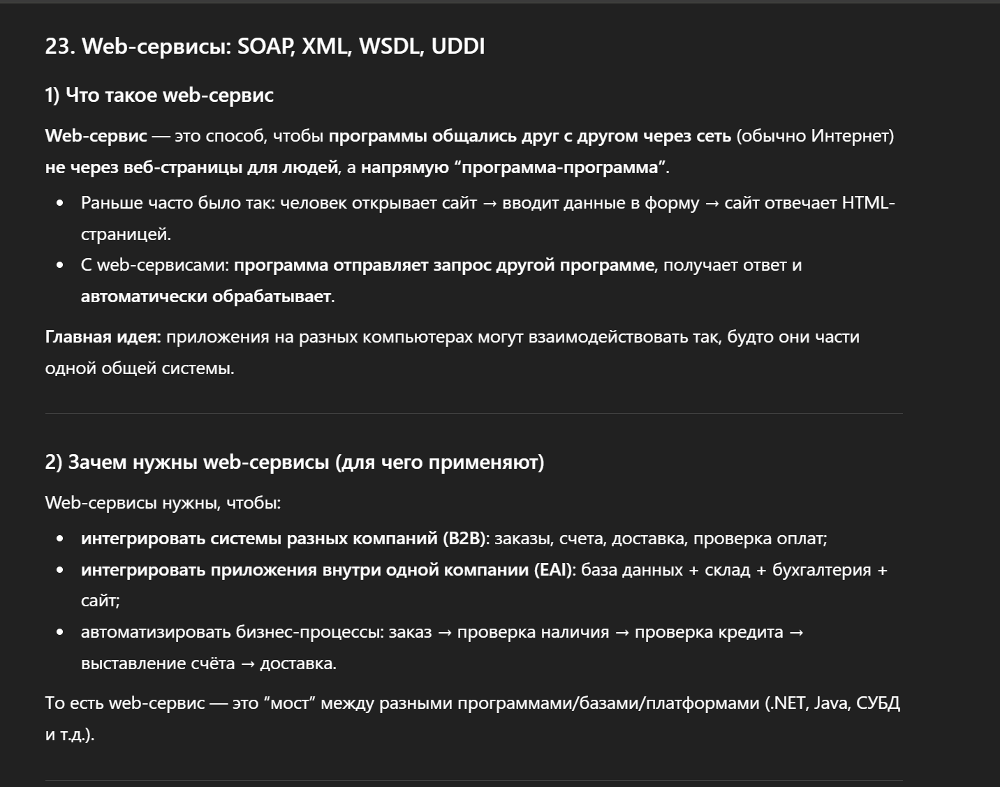 23. Web-сервисы: SOAP, XML, WSDL, UDDI
1) Что такое web-сервис
Web-сервис — это способ, чтобы программы общались друг с другом через сеть (обычно Интернет)
не через веб-страницы для людей, а напрямую “программа-программа”.
• Раньше часто было так: человек открывает сайт → вводит данные в форму → сайт отвечает HTML-
страницей.
• С web-сервисами: программа отправляет запрос другой программе, получает ответ и
автоматически обрабатывает.
Главная идея: приложения на разных компьютерах могут взаимодействовать так, будто они части
одной общей системы.
2) Зачем нужны web-сервисы (для чего применяют)
Web-сервисы нужны, чтобы:
• интегрировать системы разных компаний (B2B): заказы, счета, доставка, проверка оплат;
• интегрировать приложения внутри одной компании (EAI): база данных + склад + бухгалтерия +
сайт;
• автоматизировать бизнес-процессы: заказ → проверка наличия → проверка кредита →
выставление счёта → доставка.
То есть web-сервис — это “мост” между разными программами/базами/платформами (.NET, Java, СУБД
и т.д.).